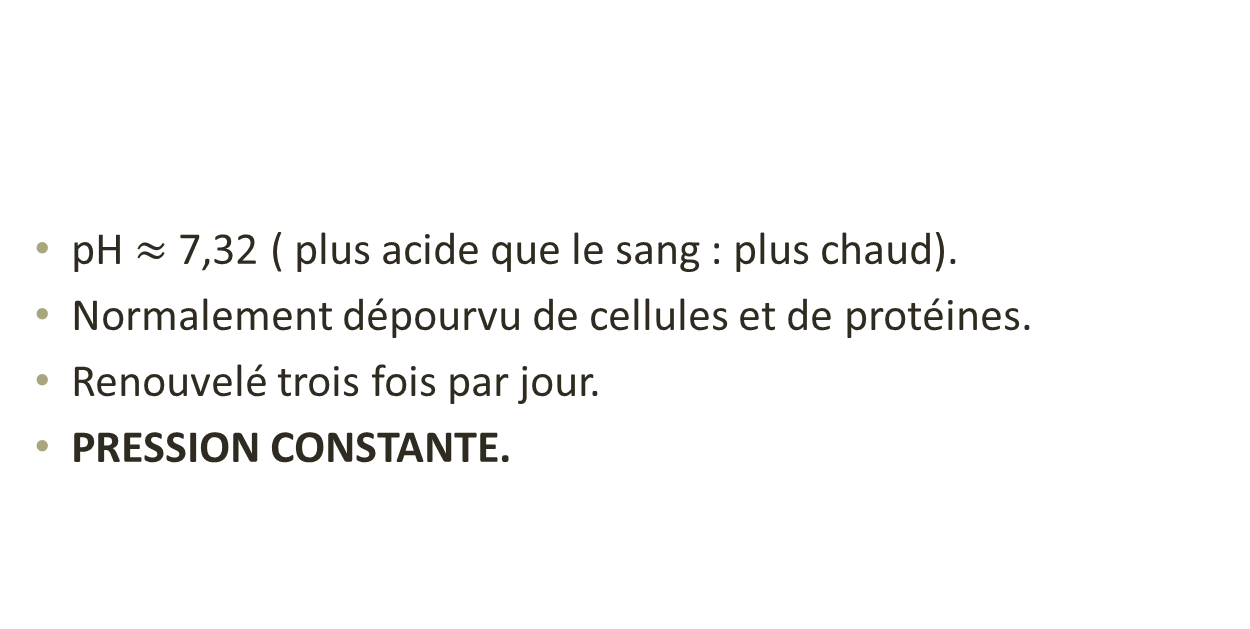 • pH ≈ 7,32 ( plus acide que le sang : plus chaud).
• Normalement dépourvu de cellules et de protéines.
• Renouvelé trois fois par jour.
• PRESSION CONSTANTE.